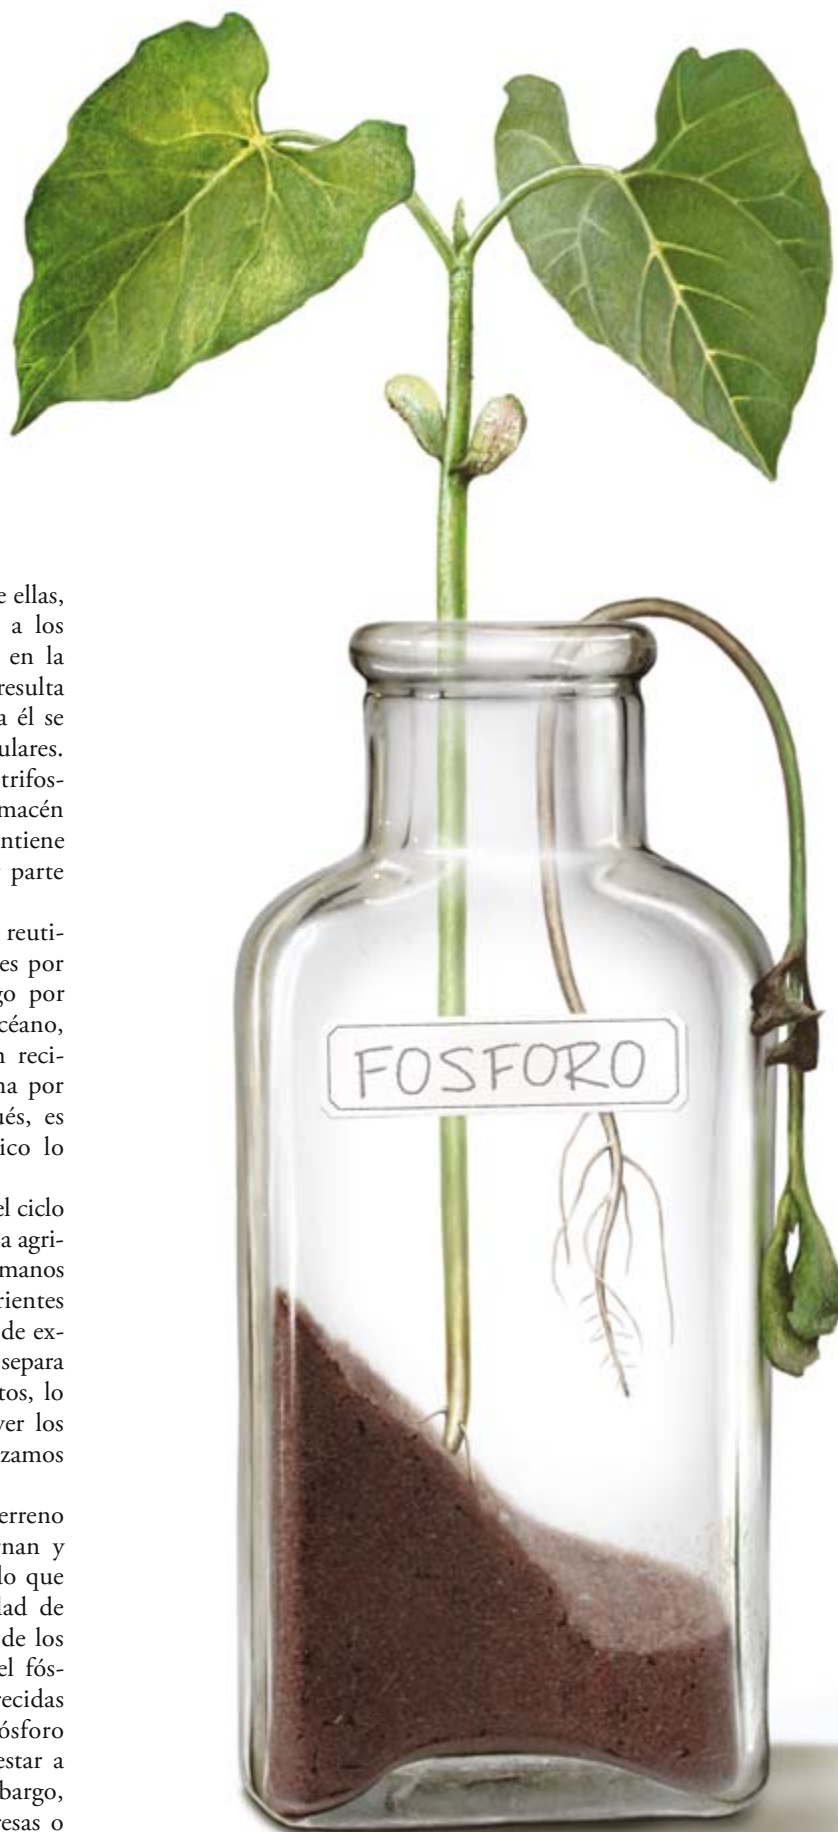 e ellas,
a los
en la
resulta
a él se
ulares.
trifos-
macén
ntiene
parte
reuti-
es por
go por
céano,
n reci-
na por
ués, es
ico lo
el ciclo
a agri-
manos
rientes
de ex-
separa
tos, lo
ver los
zamos
erreno
rnan y
lo que
dad de
de los
el fós-
recidas
ósforo
estar a
bargo,
resas o
FOSFORO